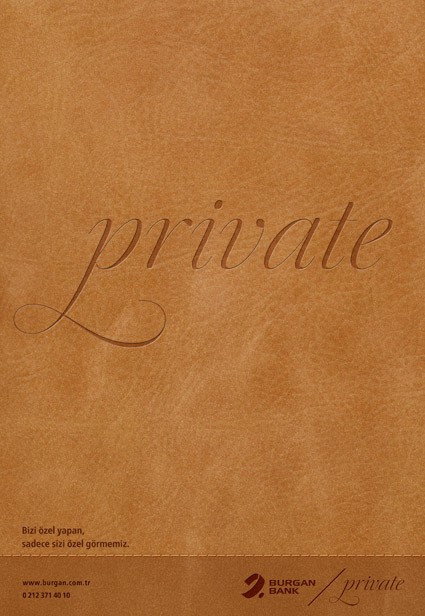 private
Bizi özel yapan,
sadece sizi özel görmemiz.
www.burgan.com.tr
0 212 371 40 10
BURGAN
BANK
private